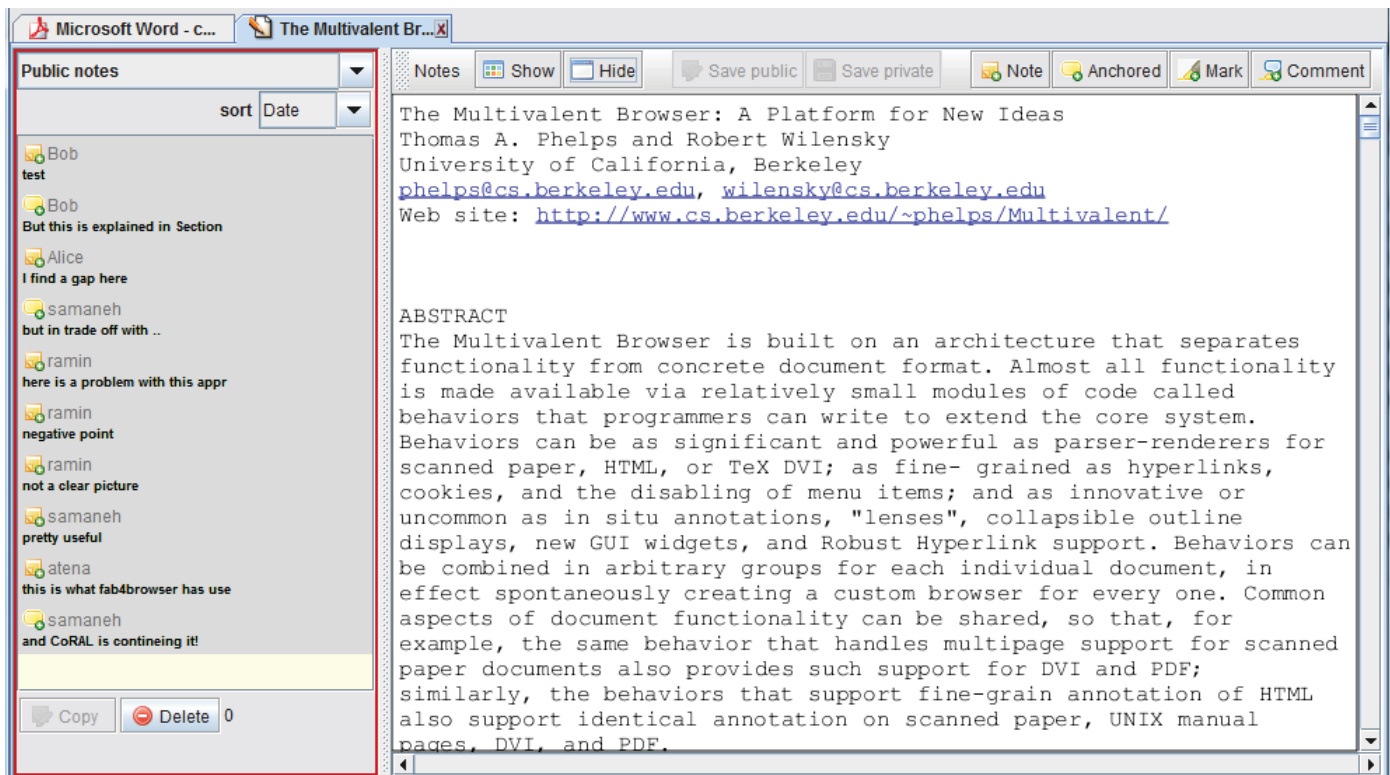 Microsoft Word - c...
The Multivalent Br...
Public notes
sort Date
Bob
test
Bob
But this is explained in Section
Alice
I find a gap here
samaneh
but in trade off with ..
ramin
here is a problem with this appr
ramin
negative point
ramin
not a clear picture
samaneh
pretty useful
atena
this is what fab4browser has use
samaneh
and CoRAL is contineing it!
Copy Delete 0
Notes Show Hide Save public Save private Note Anchored Mark Comment
The Multivalent Browser: A Platform for New Ideas
Thomas A. Phelps and Robert Wilensky
University of California, Berkeley
phelps@cs.berkeley.edu, wilensky@cs.berkeley.edu
Web site: http://www.cs.berkeley.edu/~phelps/Multivalent/
ABSTRACT
The Multivalent Browser is built on an architecture that separates
functionality from concrete document format. Almost all functionality
is made available via relatively small modules of code called
behaviors that programmers can write to extend the core system.
Behaviors can be as significant and powerful as parser-renderers for
scanned paper, HTML, or TeX DVI; as fine- grained as hyperlinks,
cookies, and the disabling of menu items; and as innovative or
uncommon as in situ annotations, "lenses", collapsible outline
displays, new GUI widgets, and Robust Hyperlink support. Behaviors can
be combined in arbitrary groups for each individual document, in
effect spontaneously creating a custom browser for every one. Common
aspects of document functionality can be shared, so that, for
example, the same behavior that handles multipage support for scanned
paper documents also provides such support for DVI and PDF;
similarly, the behaviors that support fine-grain annotation of HTML
also support identical annotation on scanned paper, UNIX manual
pages, DVI, and PDF.